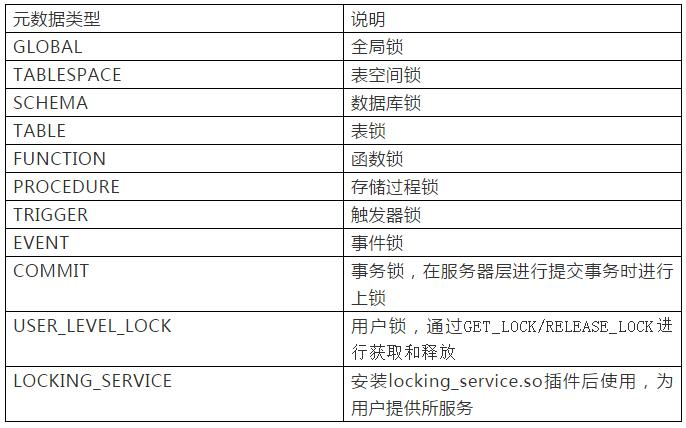 元数据类型 说明
GLOBAL 全局锁
TABLESPACE 表空间锁
SCHEMA 数据库锁
TABLE 表锁
FUNCTION 函数锁
PROCEDURE 存储过程锁
TRIGGER 触发器锁
EVENT 事件锁
COMMIT 事务锁，在服务器层进行提交事务时进行
上锁
USER_LEVEL_LOCK 用户锁，通过GET_LOCK/RELEASE_LOCK进
行获取和释放
LOCKING_SERVICE 安装locking_service.so插件后使用，为
用户提供所服务